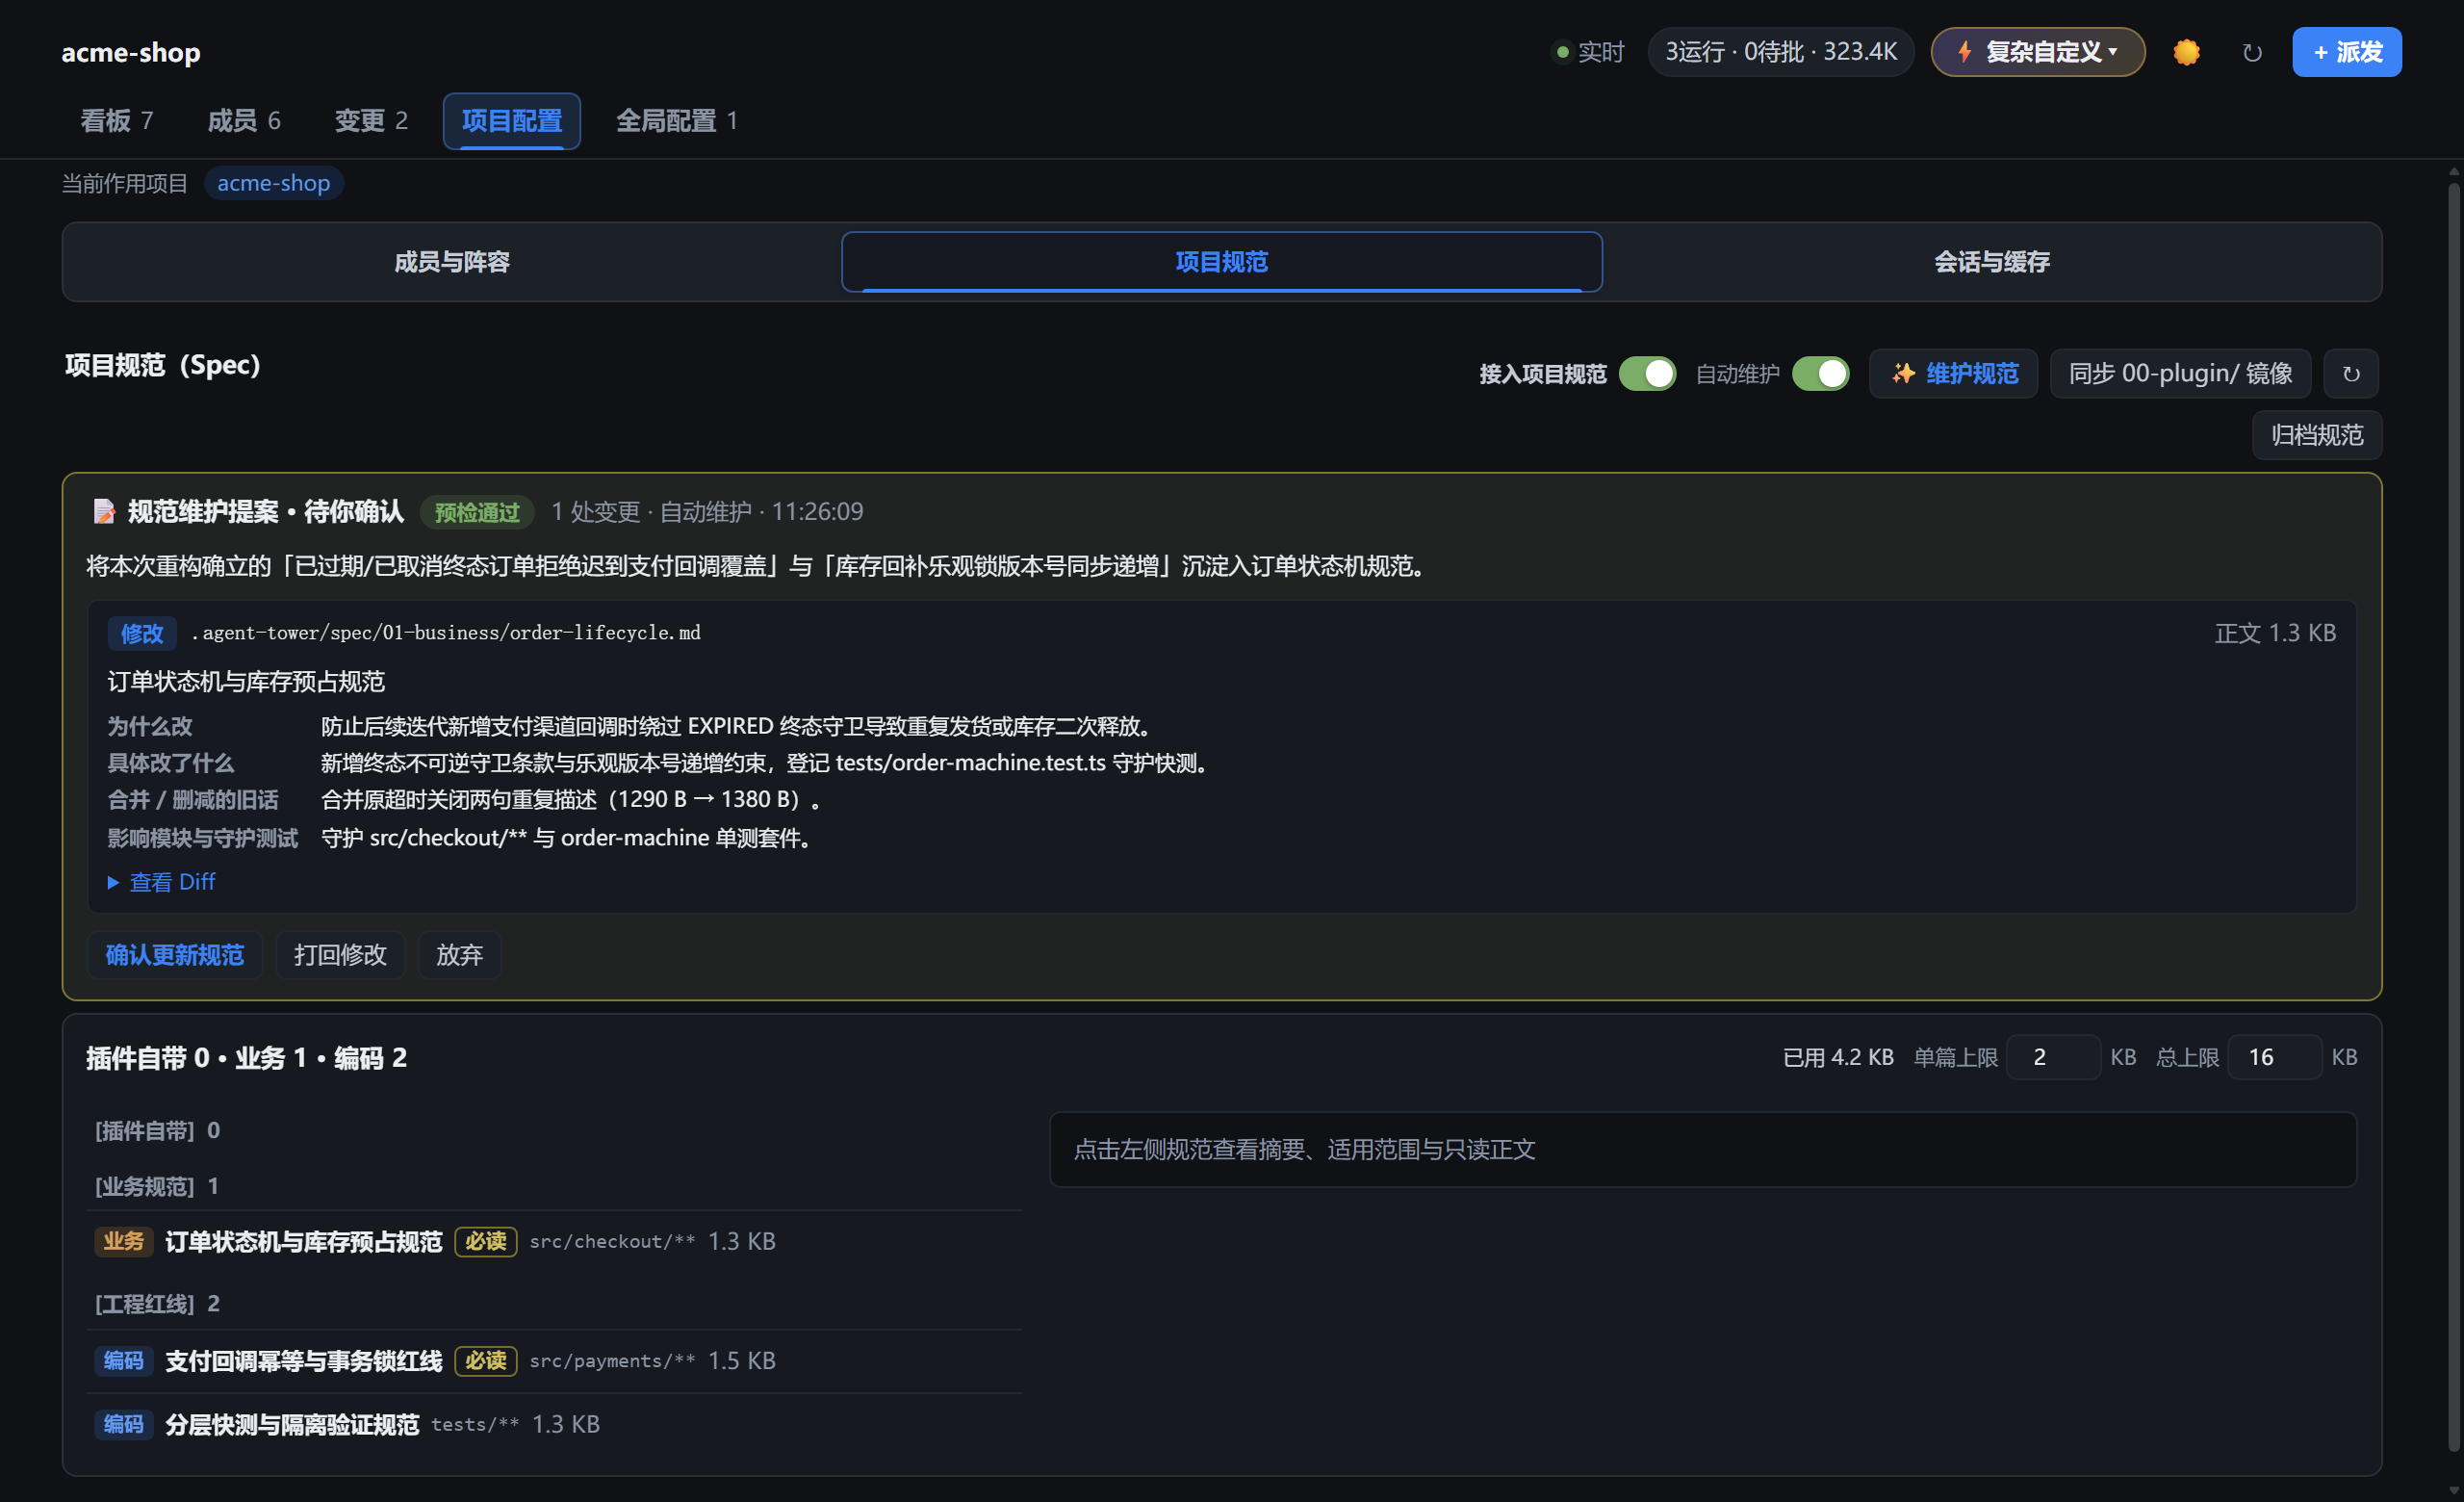 acme-shop
实时
3运行 · 0待批 · 323.4K
复杂自定义
+ 派发
看板 7
成员 6
变更 2
项目配置
全局配置 1
当前作用项目 acme-shop
成员与阵容
项目规范
会话与缓存
项目规范（Spec）
接入项目规范
自动维护
维护规范
同步 00-plugin/ 镜像
归档规范
规范维护提案 · 待你确认 预检通过 1 处变更 · 自动维护 · 11:26:09
将本次重构确立的「已过期/已取消终态订单拒绝迟到支付回调覆盖」与「库存回补乐观锁版本号同步递增」沉淀入订单状态机规范。
修改 .agent-tower/spec/01-business/order-lifecycle.md 正文 1.3 KB
订单状态机与库存预占规范
为什么改 防止后续迭代新增支付渠道回调时绕过 EXPIRED 终态守卫导致重复发货或库存二次释放。
具体改了什么 新增终态不可逆守卫条款与乐观版本号递增约束，登记 tests/order-machine.test.ts 守护快测。
合并 / 删减的旧话 合并原超时关闭两句重复描述（1290 B → 1380 B）。
影响模块与守护测试 守护 src/checkout/** 与 order-machine 单测套件。
查看 Diff
确认更新规范
打回修改
放弃
插件自带 0 · 业务 1 · 编码 2
已用 4.2 KB 单篇上限 2 KB 总上限 16 KB
[插件自带] 0
点击左侧规范查看摘要、适用范围与只读正文
[业务规范] 1
业务 订单状态机与库存预占规范 必读 src/checkout/** 1.3 KB
[工程红线] 2
编码 支付回调幂等与事务锁红线 必读 src/payments/** 1.5 KB
编码 分层快测与隔离验证规范 tests/** 1.3 KB